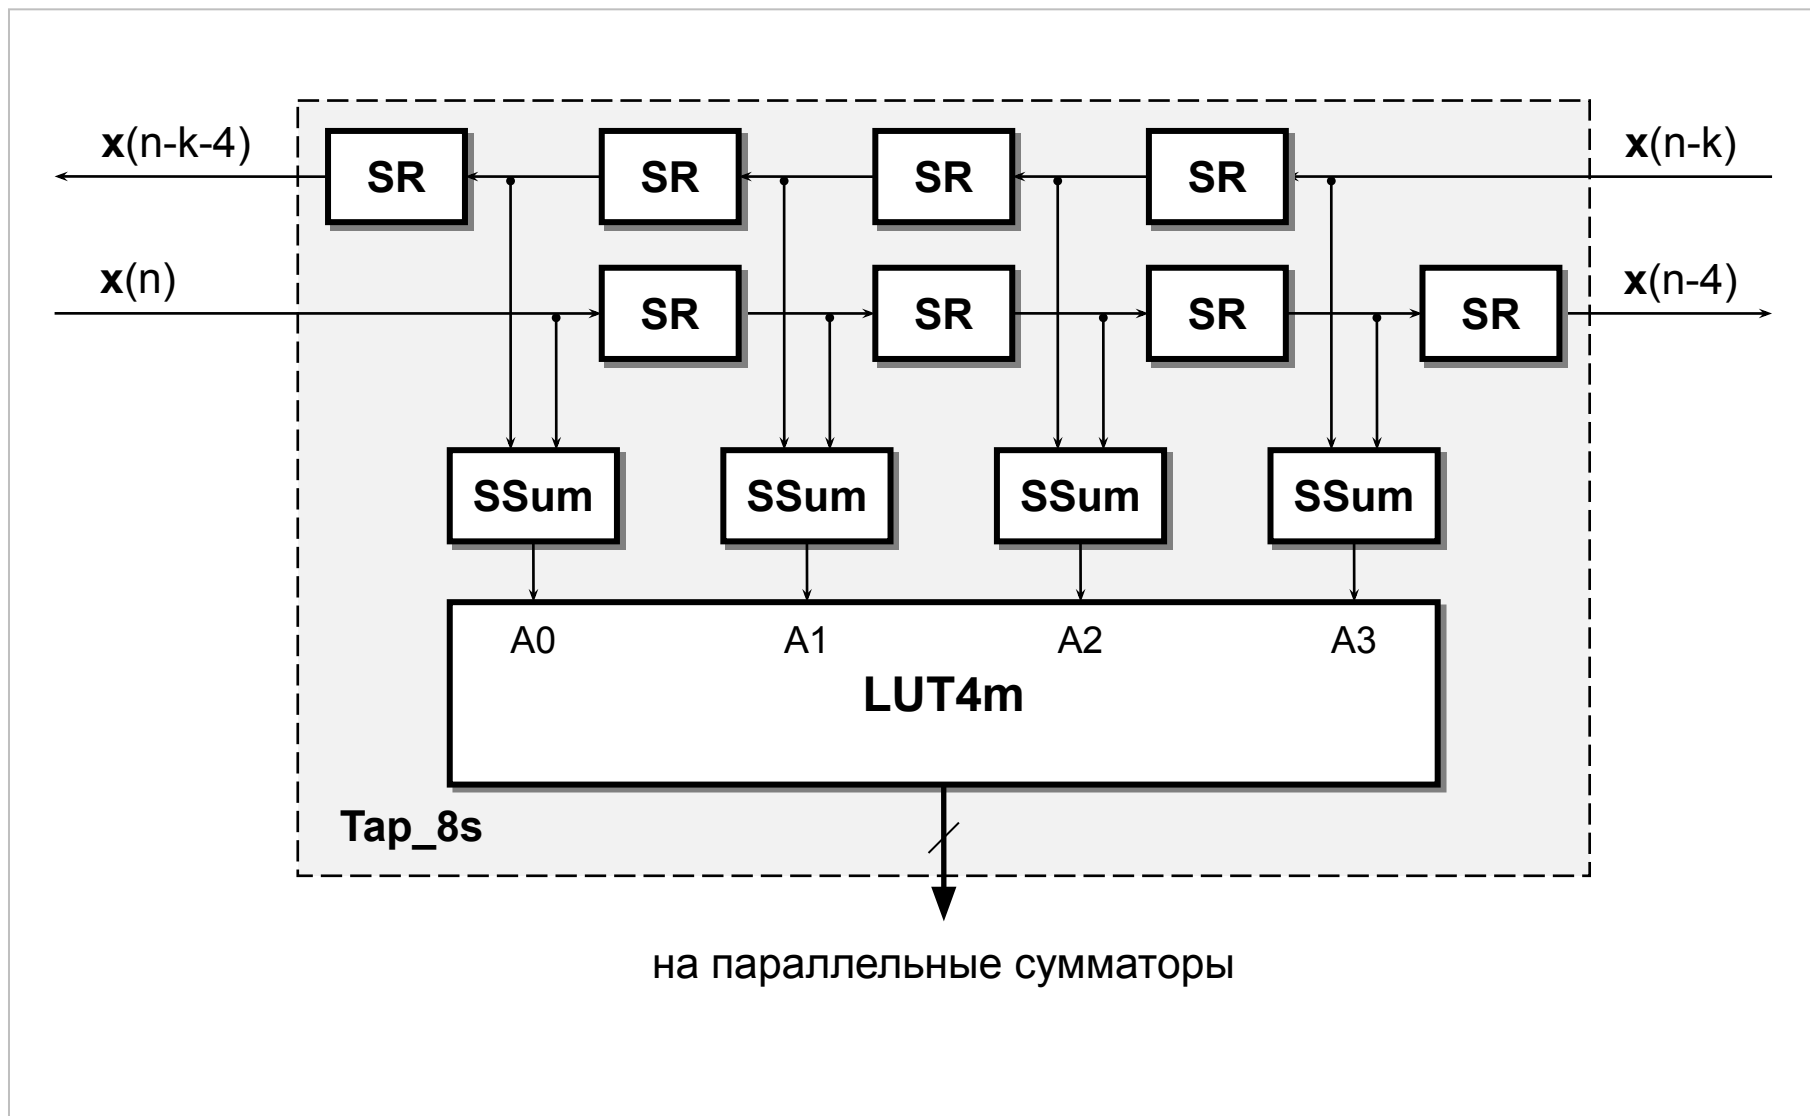 x(n-k-4)
x(n-k)
SR
SR
SR
SR
x(n)
x(n-4)
SR
SR
SR
SR
SSum
SSum
SSum
SSum
A0
A1
A2
A3
LUT4m
Tap_8s
на параллельные сумматоры